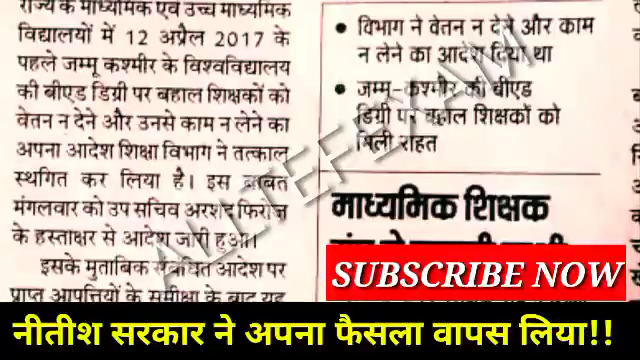 राज्य के माध्यमिक एवं उच्च माध्यमिक
विद्यालयों में 12 अप्रैल 2017 के
पहले जम्मू कश्मीर के विश्वविद्यालय
की बीएड डिग्री पर बहाल शिक्षकों को
वेतन न देने और उनसे काम न लेने का
अपना आदेश शिक्षा विभाग ने तत्काल
स्थगित कर लिया है। इस बाबत
मंगलवार को उप सचिव अरशद फिरोज
के हस्ताक्षर से आदेश जारी हुआ।
इसके मुताबिक संबंधित आदेश पर
प्राप्त आपत्तियों के समीक्षा के बाद यह
• विभाग ने वेतन न देने और काम
न लेने का आदेश दिया था
• जम्मू-कश्मीर की बीएड
डिग्री पर बहाल शिक्षकों को
मिली राहत
माध्यमिक शिक्षक
ALLTETEXAM
SUBSCRIBE NOW
नीतीश सरकार ने अपना फैसला वापस लिया!!